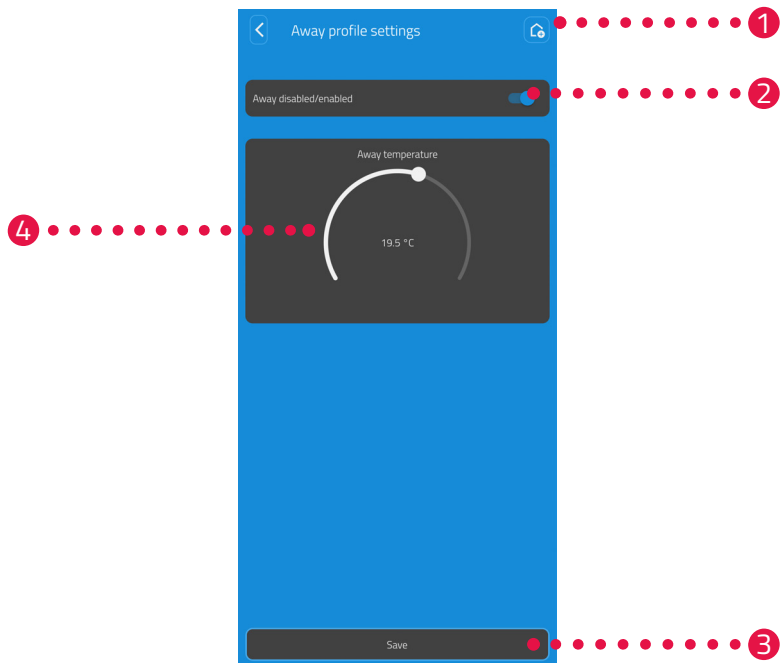 Away profile settings
1
Away disabled/enabled
2
Away temperature
4
19.5 °C
Save
3